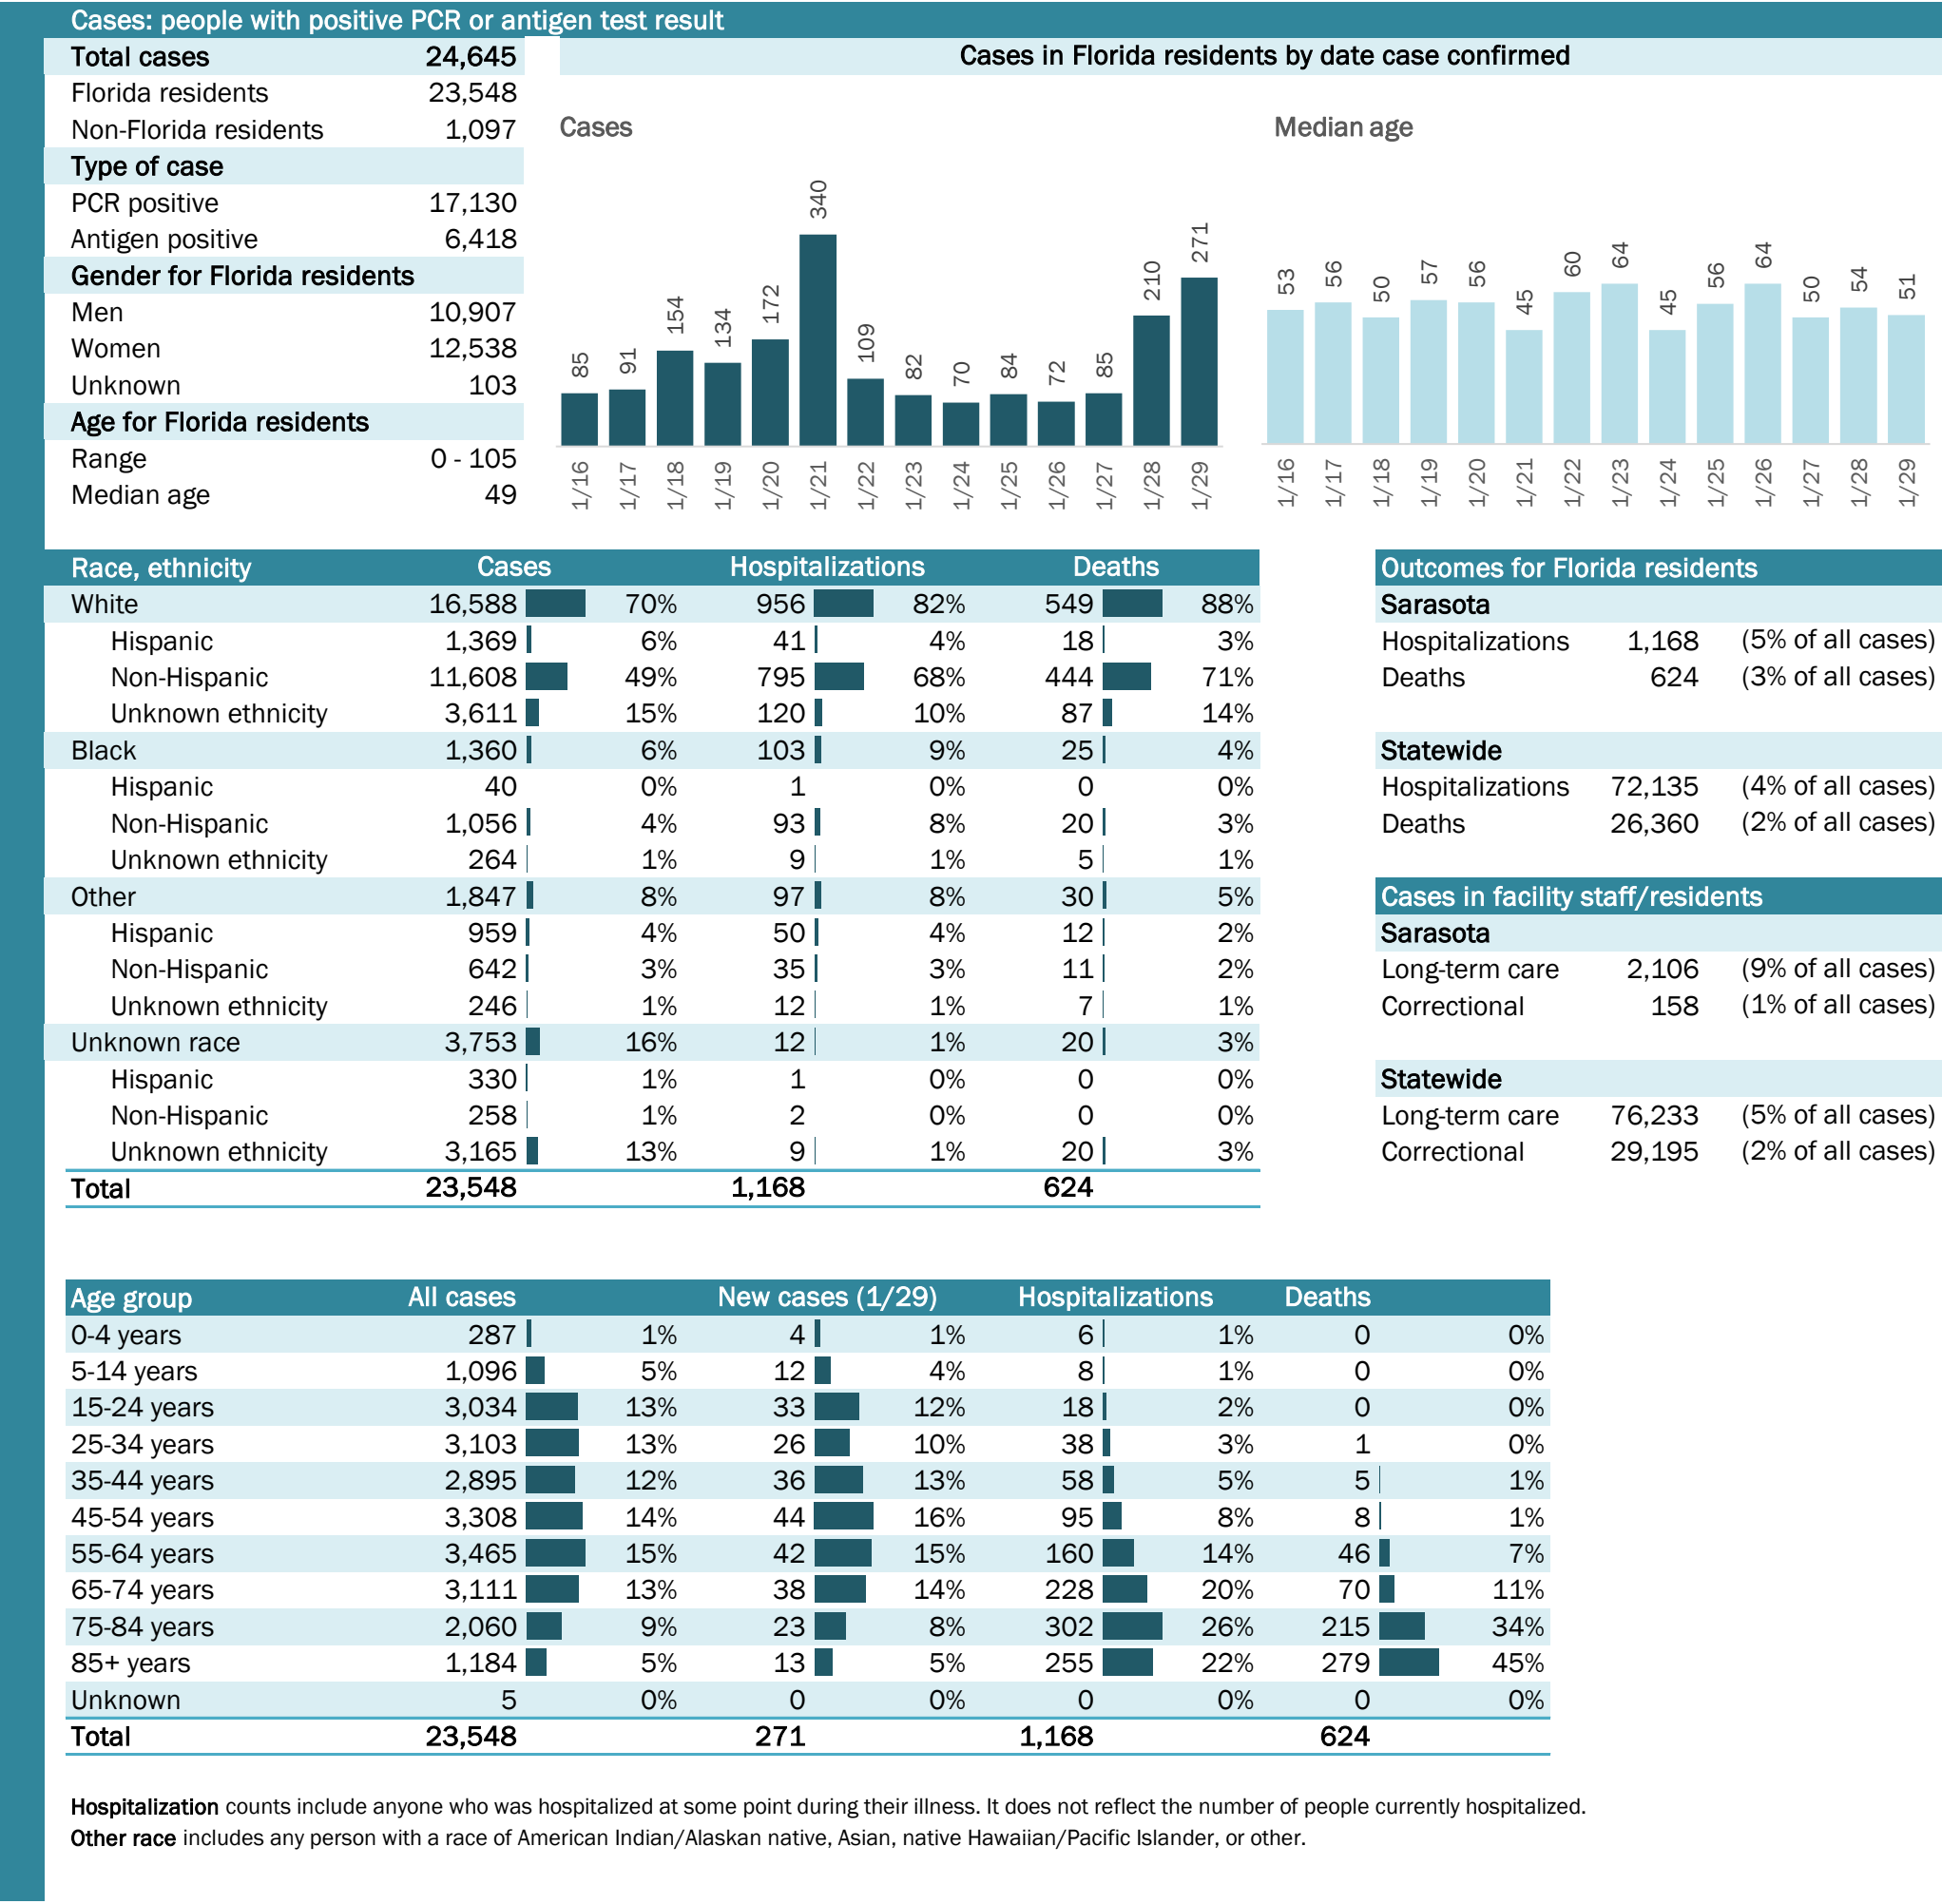 Cases: people with positive PCR or antigen test result
Total cases 24,645
Florida residents 23,548
Non-Florida residents 1,097
Type of case
PCR positive 17,130
Antigen positive 6,418
Gender for Florida residents
Men 10,907
Women 12,538
Unknown 103
Age for Florida residents
Range 0 - 105
Median age 49
Cases in Florida residents by date case confirmed
Cases
85 91 154 134 172 340 109 82 70 84 72 85 210 271
1/16 1/17 1/18 1/19 1/20 1/21 1/22 1/23 1/24 1/25 1/26 1/27 1/28 1/29
Median age
53 56 50 57 56 45 60 64 45 56 64 50 54 51
1/16 1/17 1/18 1/19 1/20 1/21 1/22 1/23 1/24 1/25 1/26 1/27 1/28 1/29
Race, ethnicity Cases Hospitalizations Deaths
White 16,588 70% 956 82% 549 88%
Hispanic 1,369 6% 41 4% 18 3%
Non-Hispanic 11,608 49% 795 68% 444 71%
Unknown ethnicity 3,611 15% 120 10% 87 14%
Black 1,360 6% 103 9% 25 4%
Hispanic 40 0% 1 0% 0 0%
Non-Hispanic 1,056 4% 93 8% 20 3%
Unknown ethnicity 264 1% 9 1% 5 1%
Other 1,847 8% 97 8% 30 5%
Hispanic 959 4% 50 4% 12 2%
Non-Hispanic 642 3% 35 3% 11 2%
Unknown ethnicity 246 1% 12 1% 7 1%
Unknown race 3,753 16% 12 1% 20 3%
Hispanic 330 1% 1 0% 0 0%
Non-Hispanic 258 1% 2 0% 0 0%
Unknown ethnicity 3,165 13% 9 1% 20 3%
Total 23,548 1,168 624
Outcomes for Florida residents
Sarasota
Hospitalizations 1,168 (5% of all cases)
Deaths 624 (3% of all cases)
Statewide
Hospitalizations 72,135 (4% of all cases)
Deaths 26,360 (2% of all cases)
Cases in facility staff/residents
Sarasota
Long-term care 2,106 (9% of all cases)
Correctional 158 (1% of all cases)
Statewide
Long-term care 76,233 (5% of all cases)
Correctional 29,195 (2% of all cases)
Age group All cases New cases (1/29) Hospitalizations Deaths
0-4 years 287 1% 4 1% 6 1% 0 0%
5-14 years 1,096 5% 12 4% 8 1% 0 0%
15-24 years 3,034 13% 33 12% 18 2% 0 0%
25-34 years 3,103 13% 26 10% 38 3% 1 0%
35-44 years 2,895 12% 36 13% 58 5% 5 1%
45-54 years 3,308 14% 44 16% 95 8% 8 1%
55-64 years 3,465 15% 42 15% 160 14% 46 7%
65-74 years 3,111 13% 38 14% 228 20% 70 11%
75-84 years 2,060 9% 23 8% 302 26% 215 34%
85+ years 1,184 5% 13 5% 255 22% 279 45%
Unknown 5 0% 0 0% 0 0% 0 0%
Total 23,548 271 1,168 624
Hospitalization counts include anyone who was hospitalized at some point during their illness. It does not reflect the number of people currently hospitalized.
Other race includes any person with a race of American Indian/Alaskan native, Asian, native Hawaiian/Pacific Islander, or other.